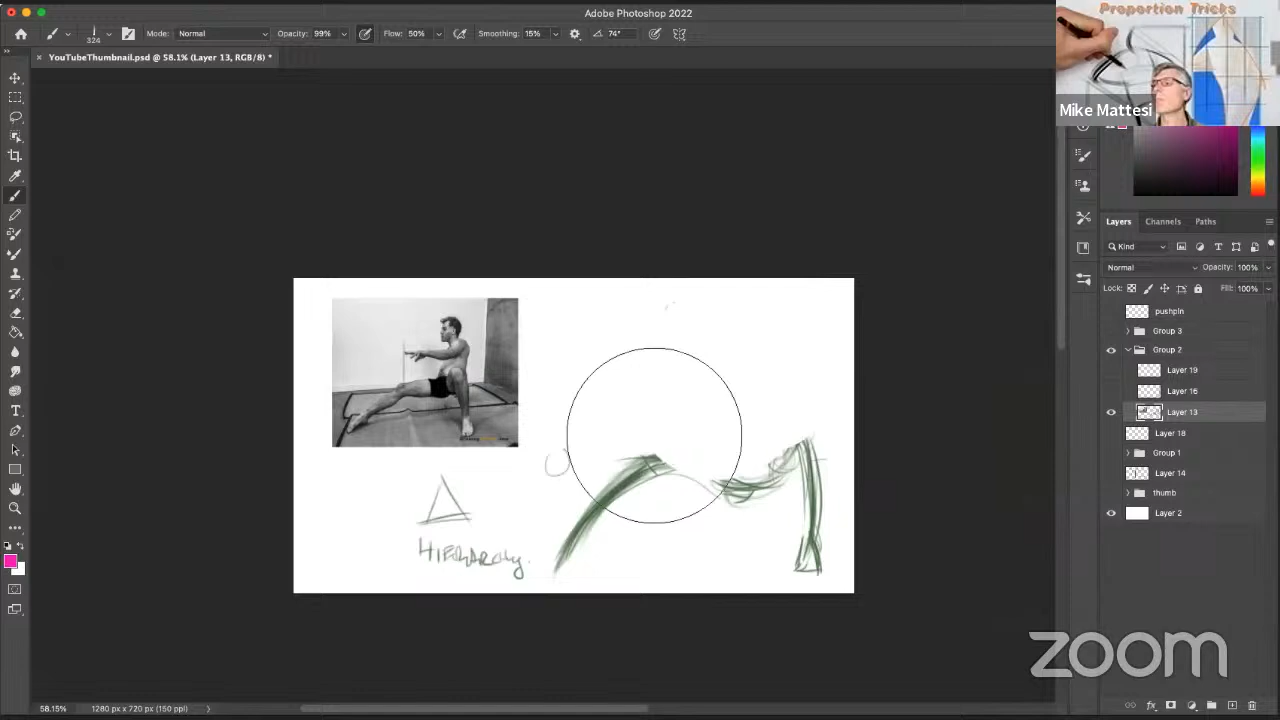 Adobe Photoshop 2022
Proportion Tricks
324 Mode: Normal Opacity: 99% Flow: 50% Smoothing: 15% 74°
× YouTubeThumbnail.psd @ 58.1% (Layer 13, RGB/8) *
Mike Mattesi
Layers Channels Paths
Kind
Normal Opacity: 100%
Lock: Fill: 100%
pushpin
Group 3
Group 2
Layer 19
Layer 16
Layer 13
Layer 18
Group 1
Layer 14
thumb
Layer 2
HIERARCHY.
zoom
58.15% 1280 px x 720 px (150 ppi)
fx